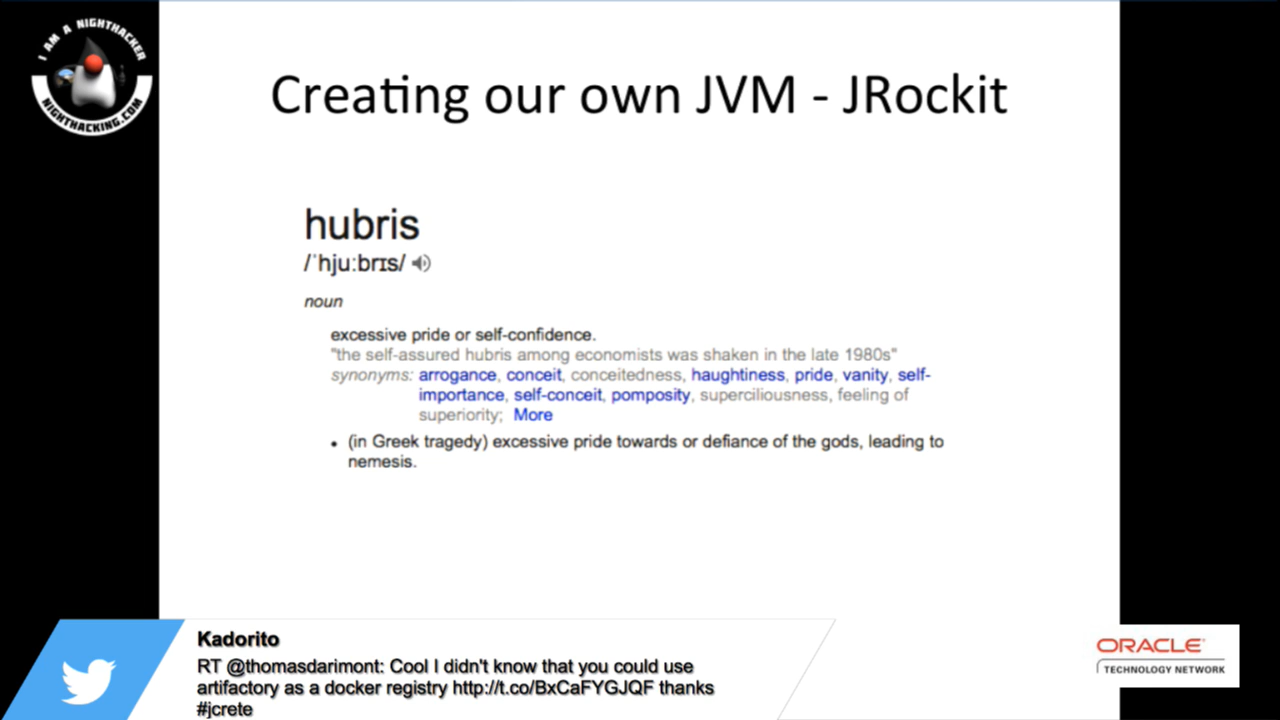 I AM A NIGHTHACKER
NIGHTHACKING.COM
Creating our own JVM - JRockit
hubris
/ˈhjuːbrɪs/
noun
excessive pride or self-confidence.
"the self-assured hubris among economists was shaken in the late 1980s"
synonyms: arrogance, conceit, conceitedness, haughtiness, pride, vanity, self-
importance, self-conceit, pomposity, superciliousness, feeling of
superiority; More
• (in Greek tragedy) excessive pride towards or defiance of the gods, leading to
nemesis.
Kadorito
RT @thomasdarimont: Cool I didn't know that you could use
artifactory as a docker registry http://t.co/BxCaFYGJQF thanks
#jcrete
ORACLE
TECHNOLOGY NETWORK